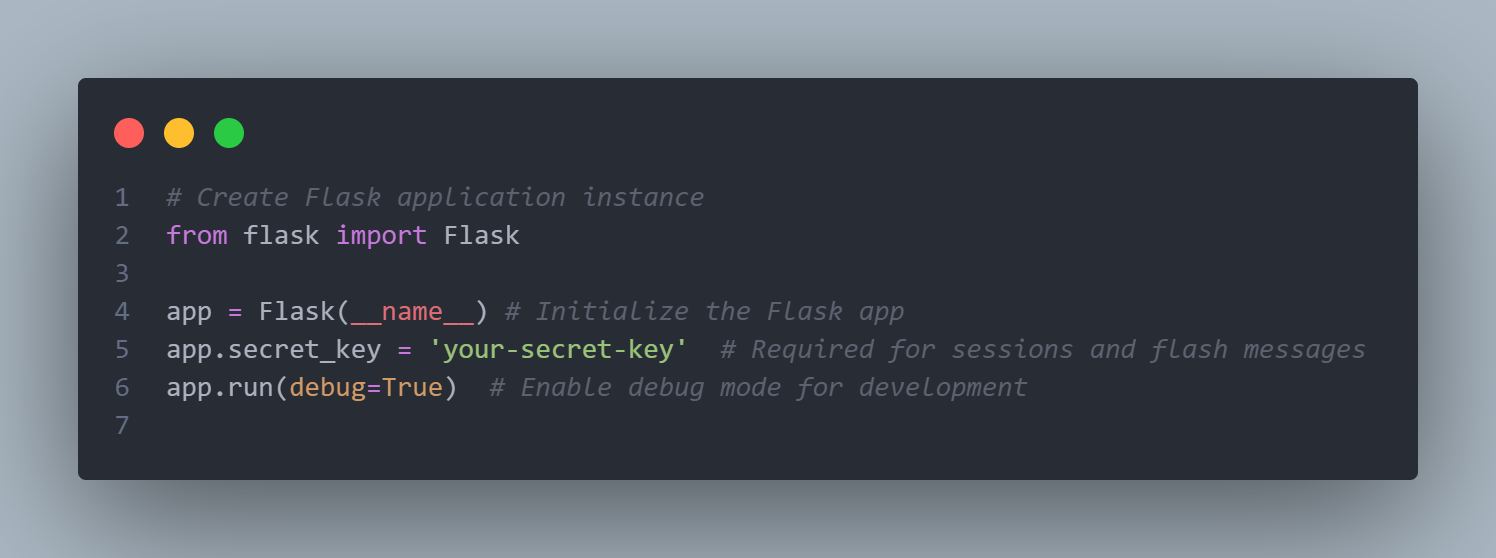 1 # Create Flask application instance
2 from flask import Flask
3
4 app = Flask(__name__) # Initialize the Flask app
5 app.secret_key = 'your-secret-key'  # Required for sessions and flash messages
6 app.run(debug=True)  # Enable debug mode for development
7